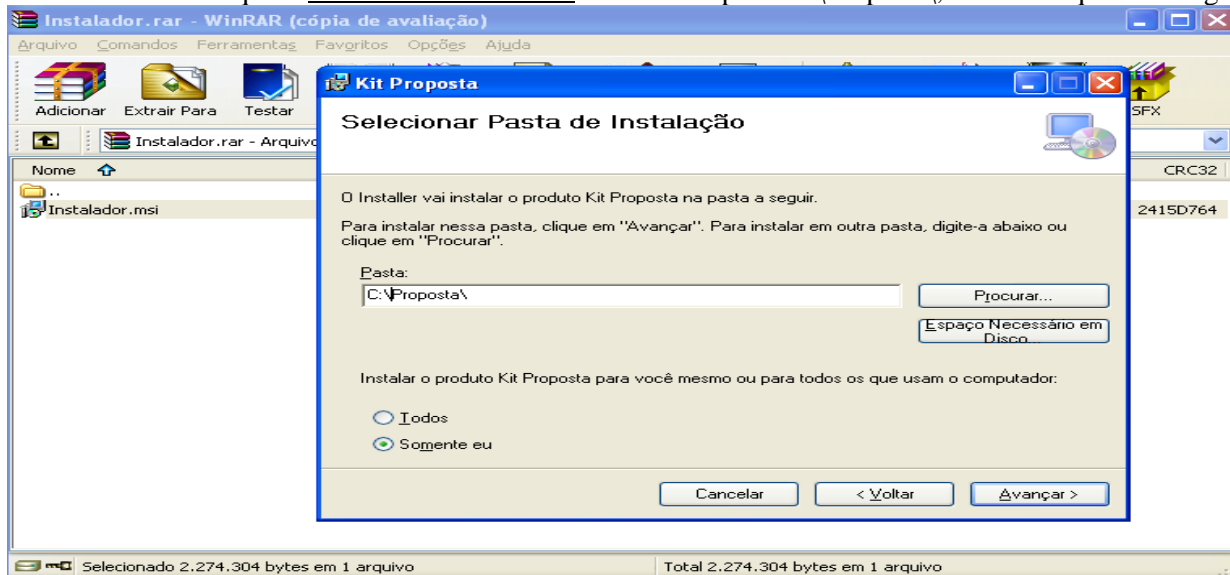 Instalador.rar - WinRAR (cópia de avaliação)
Arquivo Comandos Ferramentas Favoritos Opções Ajuda
Adicionar Extrair Para Testar SFX
Instalador.rar - Arquivo
Nome CRC32
..
Instalador.msi 2415D764
Kit Proposta
Selecionar Pasta de Instalação
O Installer vai instalar o produto Kit Proposta na pasta a seguir.
Para instalar nessa pasta, clique em "Avançar". Para instalar em outra pasta, digite-a abaixo ou
clique em "Procurar".
Pasta:
C:\Proposta\
Procurar...
Espaço Necessário em
Disco...
Instalar o produto Kit Proposta para você mesmo ou para todos os que usam o computador:
Todos
Somente eu
Cancelar < Voltar Avançar >
Selecionado 2.274.304 bytes em 1 arquivo Total 2.274.304 bytes em 1 arquivo